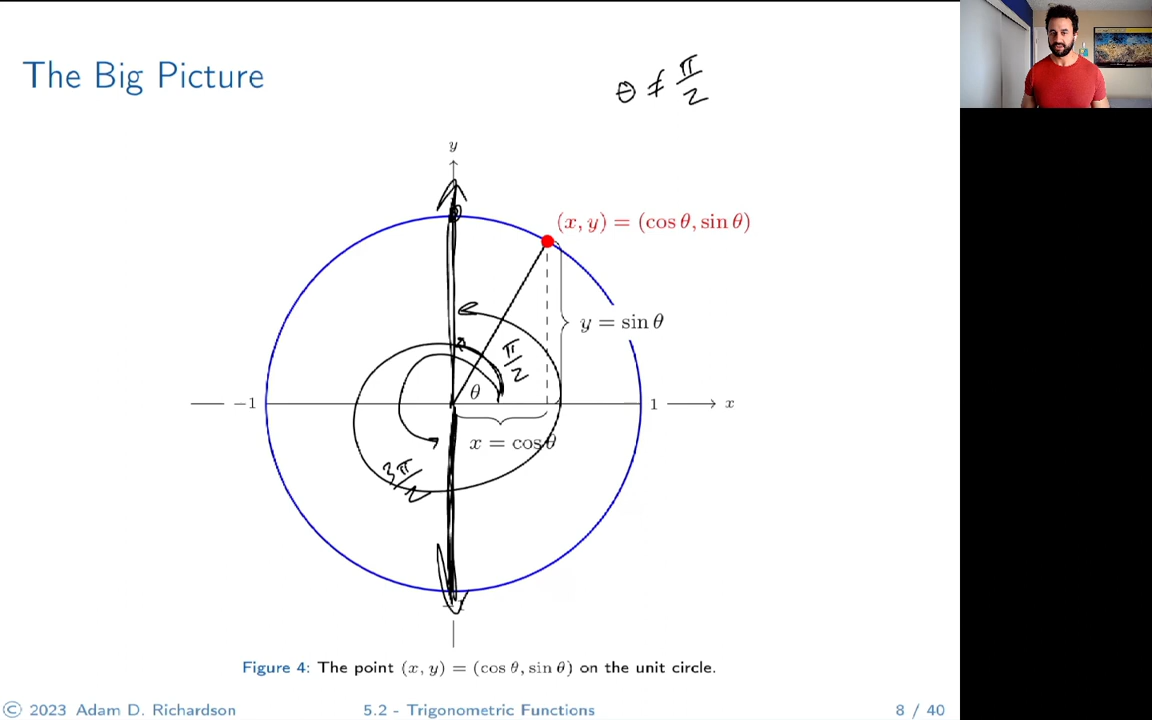 The Big Picture
θ ≠ π/2
y
(x, y) = (cos θ, sin θ)
y = sin θ
π/2
θ
−1
1
x
x = cos θ
3π/2
Figure 4: The point (x, y) = (cos θ, sin θ) on the unit circle.
© 2023 Adam D. Richardson
5.2 - Trigonometric Functions
8 / 40